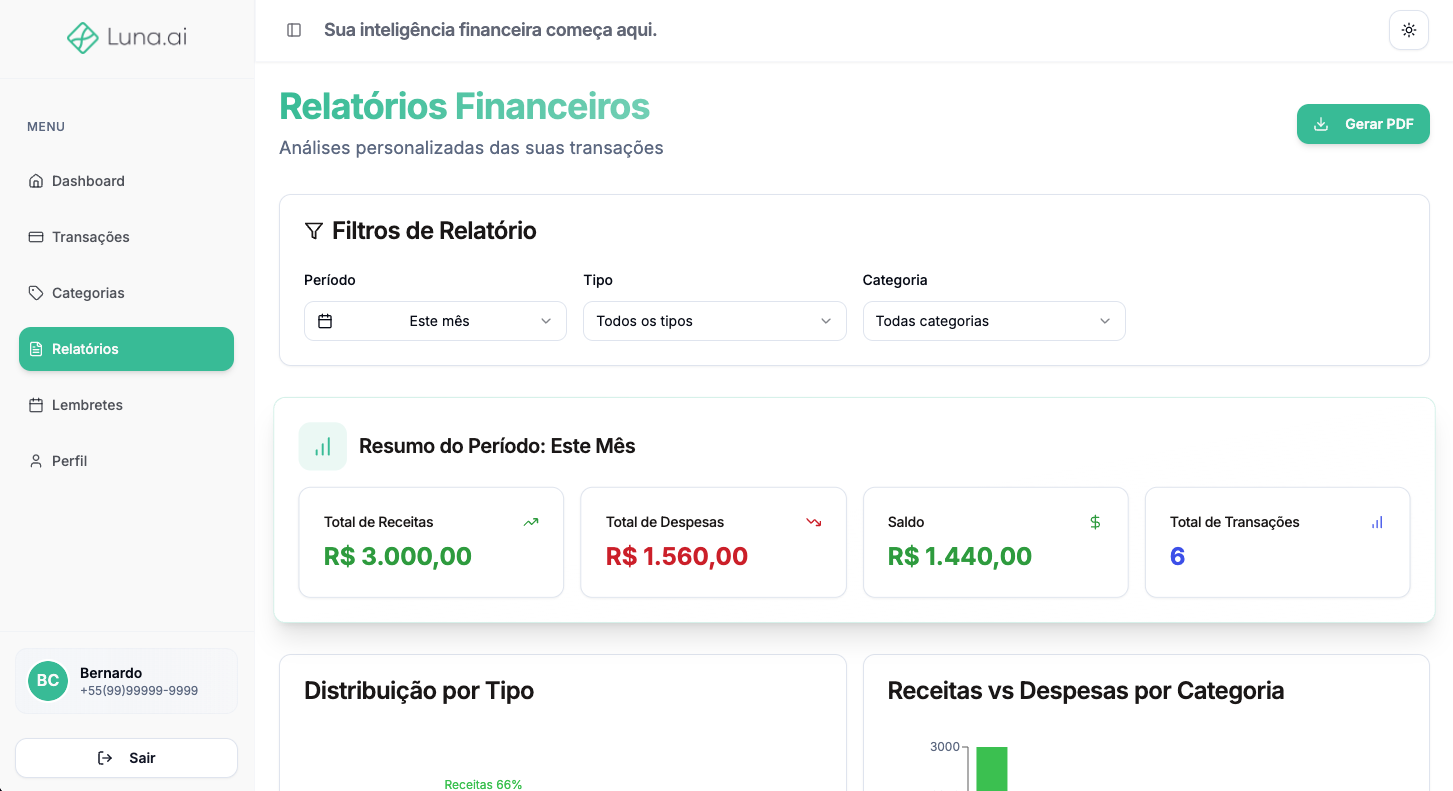 Luna.ai
Sua inteligência financeira começa aqui.
MENU
Dashboard
Transações
Categorias
Relatórios
Lembretes
Perfil
BC
Bernardo
+55(99)99999-9999
Sair
Relatórios Financeiros
Análises personalizadas das suas transações
Gerar PDF
Filtros de Relatório
Período
Este mês
Tipo
Todos os tipos
Categoria
Todas categorias
Resumo do Período: Este Mês
Total de Receitas
R$ 3.000,00
Total de Despesas
R$ 1.560,00
Saldo
R$ 1.440,00
Total de Transações
6
Distribuição por Tipo
Receitas 66%
Receitas vs Despesas por Categoria
3000